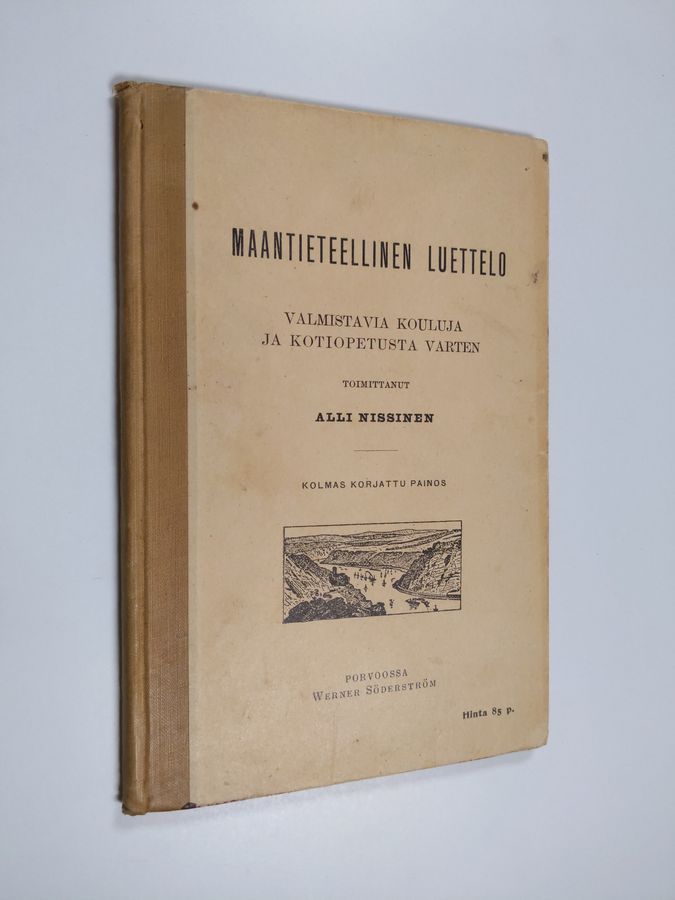 MAANTIETEELLINEN LUETTELO
VALMISTAVIA KOULUJA
JA KOTIOPETUSTA VARTEN
TOIMITTANUT
ALLI NISSINEN
KOLMAS KORJATTU PAINOS
PORVOOSSA
WERNER SÖDERSTRÖM
Hinta 85 p.